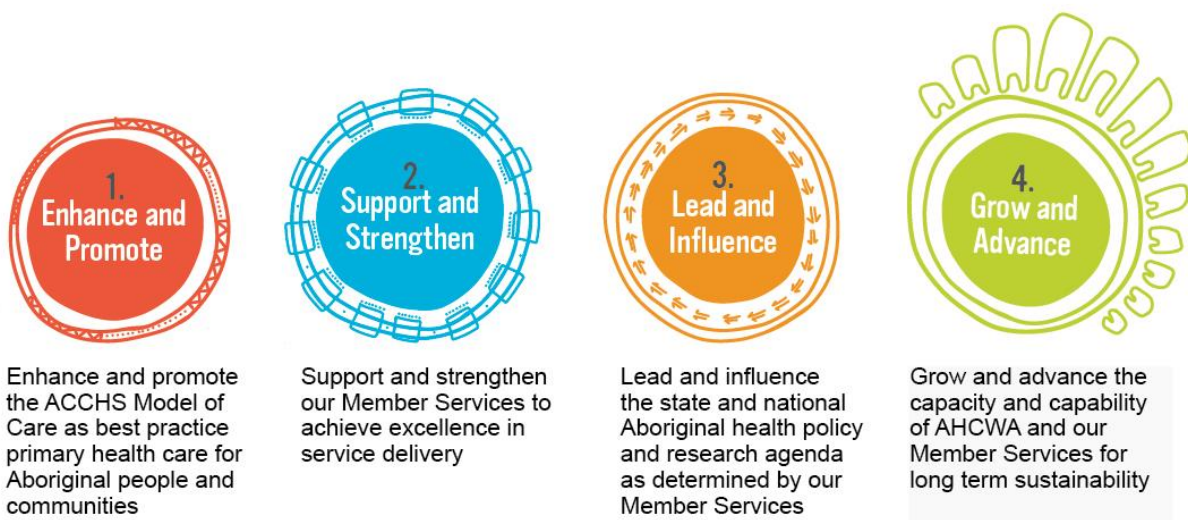 1.
Enhance and
Promote
2.
Support and
Strengthen
3.
Lead and
Influence
4.
Grow and
Advance
Enhance and promote
the ACCHS Model of
Care as best practice
primary health care for
Aboriginal people and
communities
Support and strengthen
our Member Services to
achieve excellence in
service delivery
Lead and influence
the state and national
Aboriginal health policy
and research agenda
as determined by our
Member Services
Grow and advance the
capacity and capability
of AHCWA and our
Member Services for
long term sustainability